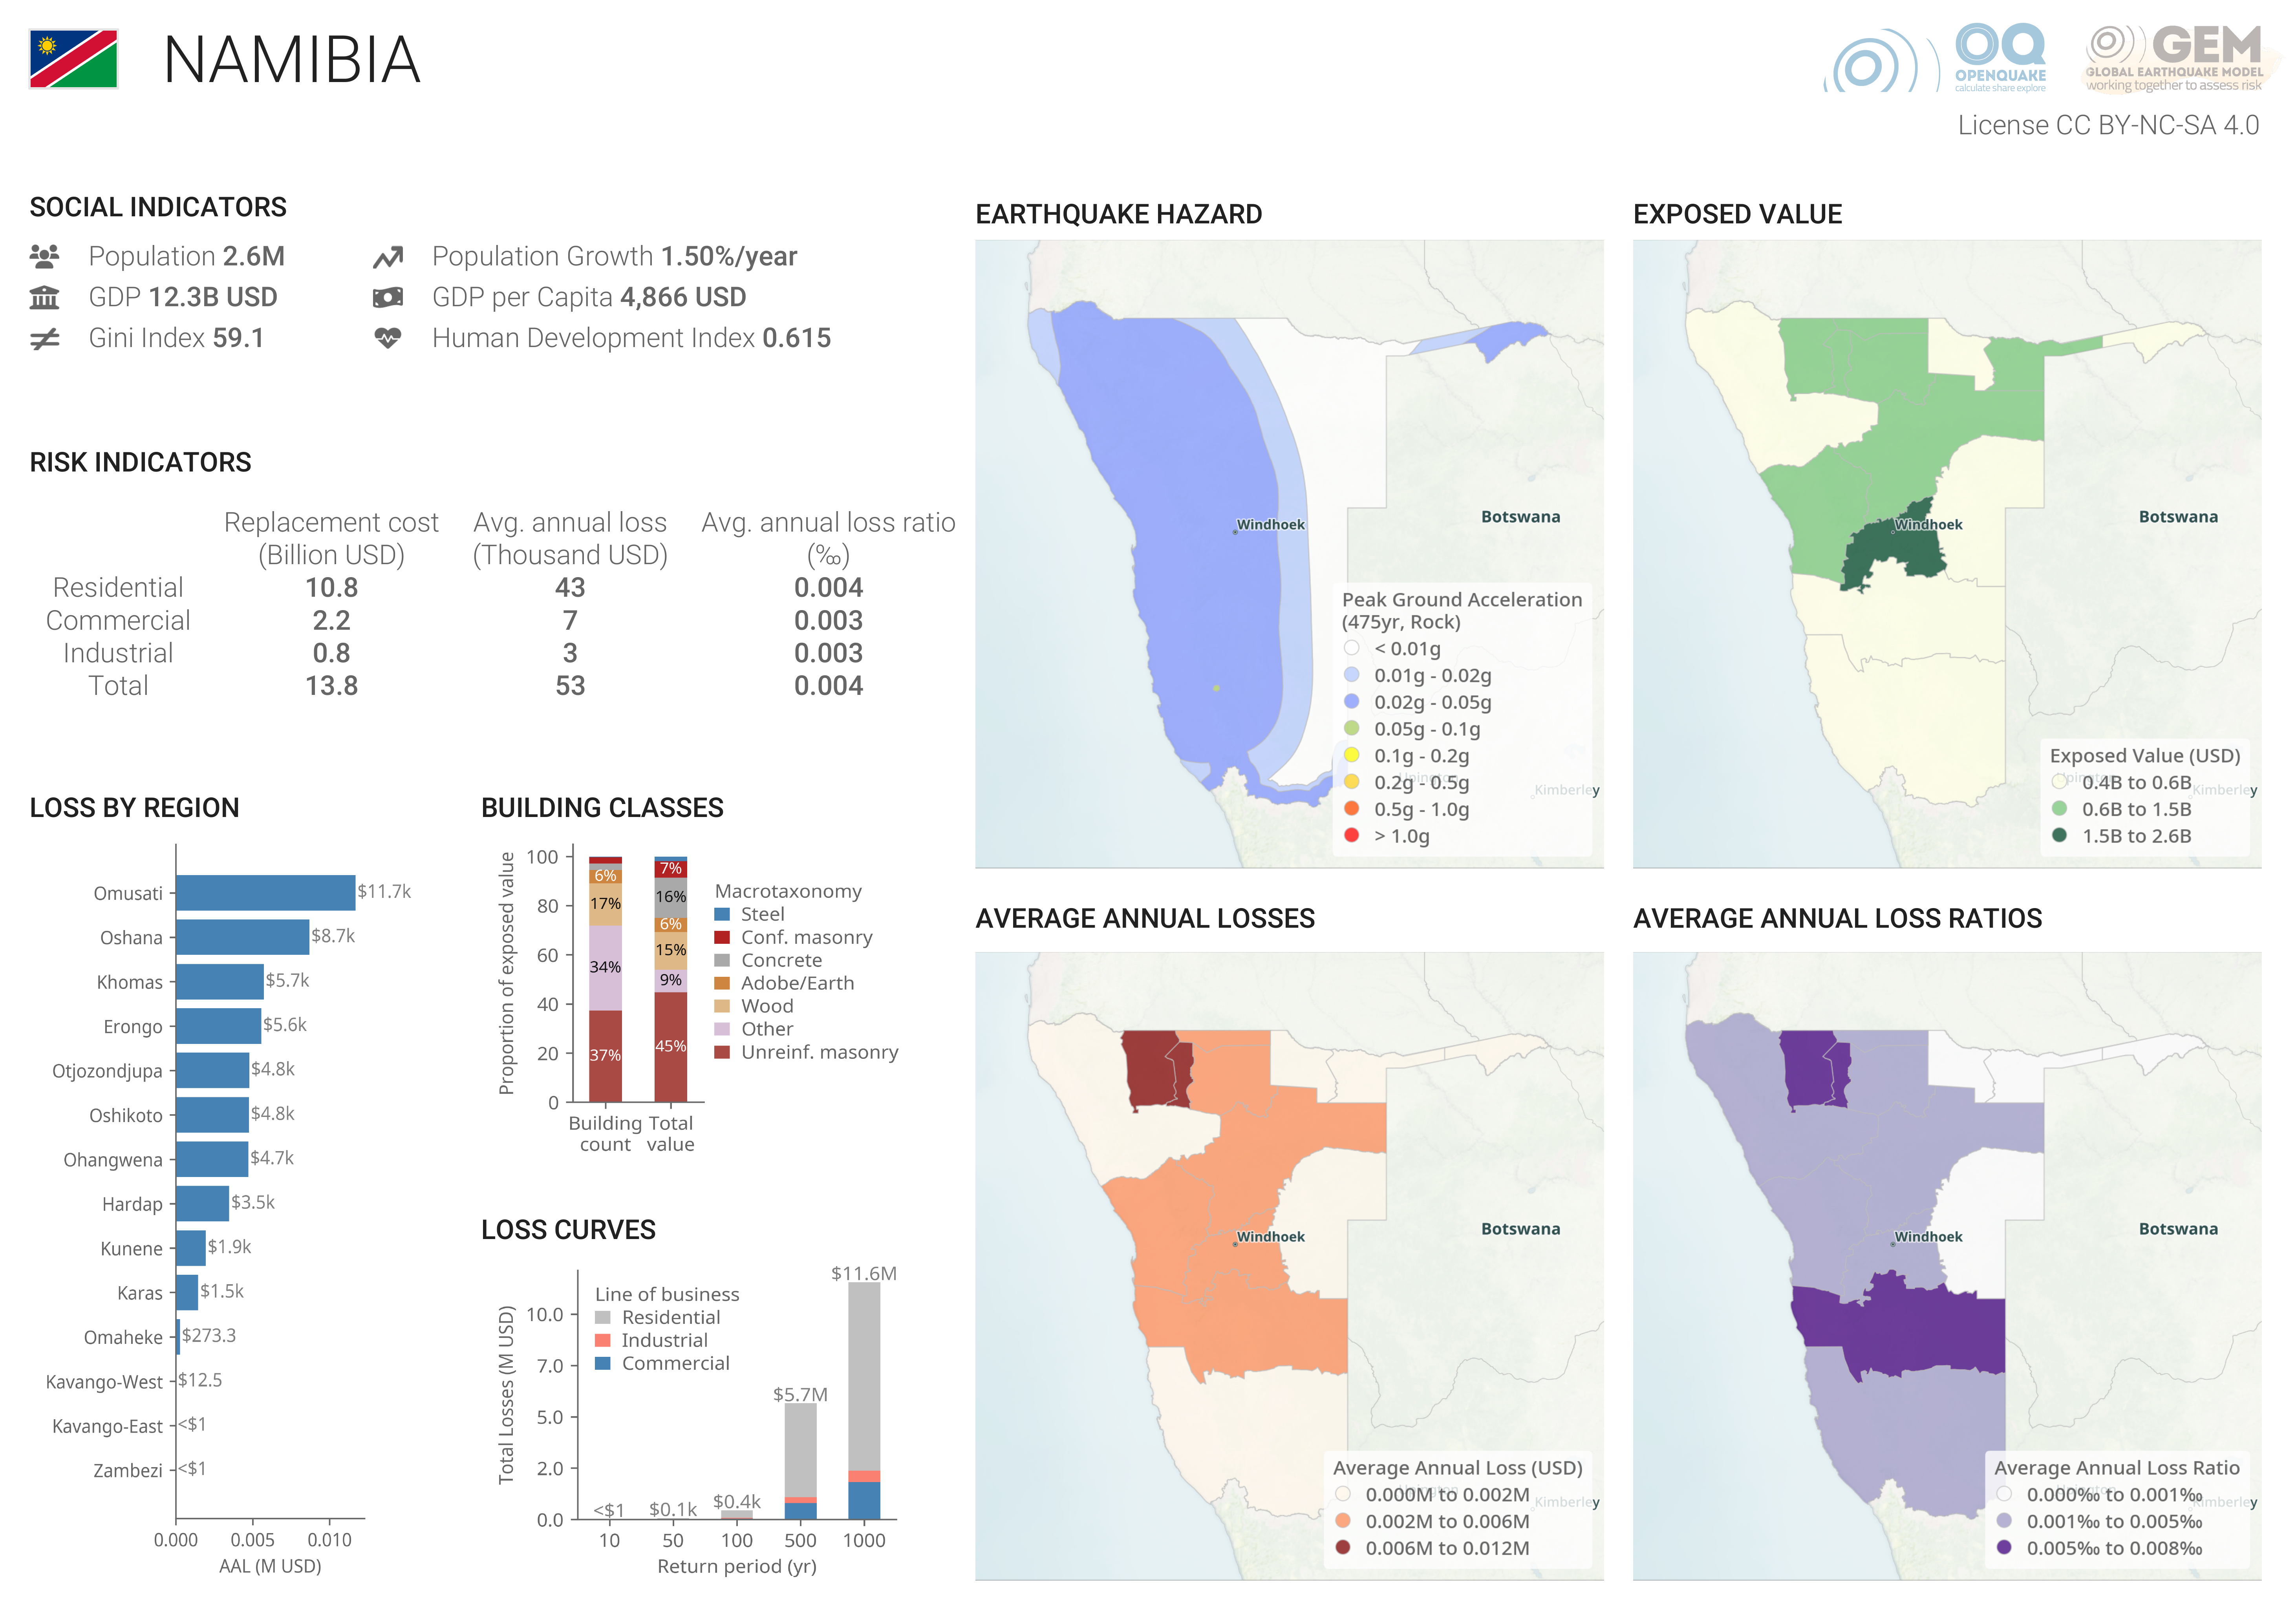 NAMIBIA
OQ
OPENQUAKE
calculate share explore
GEM
GLOBAL EARTHQUAKE MODEL
working together to assess risk
License CC BY-NC-SA 4.0
SOCIAL INDICATORS
Population 2.6M
Population Growth 1.50%/year
GDP 12.3B USD
GDP per Capita 4,866 USD
Gini Index 59.1
Human Development Index 0.615
RISK INDICATORS
Replacement cost Avg. annual loss Avg. annual loss ratio
(Billion USD) (Thousand USD) (‰)
Residential 10.8 43 0.004
Commercial 2.2 7 0.003
Industrial 0.8 3 0.003
Total 13.8 53 0.004
LOSS BY REGION
Omusati $11.7k
Oshana $8.7k
Khomas $5.7k
Erongo $5.6k
Otjozondjupa $4.8k
Oshikoto $4.8k
Ohangwena $4.7k
Hardap $3.5k
Kunene $1.9k
Karas $1.5k
Omaheke $273.3
Kavango-West $12.5
Kavango-East <$1
Zambezi <$1
0.000 0.005 0.010
AAL (M USD)
BUILDING CLASSES
Proportion of exposed value
100
80
60
40
20
0
6%
17%
34%
37%
7%
16%
6%
15%
9%
45%
Building count
Total value
Macrotaxonomy
Steel
Conf. masonry
Concrete
Adobe/Earth
Wood
Other
Unreinf. masonry
LOSS CURVES
Total Losses (M USD)
10.0
7.0
5.0
2.0
0.0
Line of business
Residential
Industrial
Commercial
<$1
$0.1k
$0.4k
$5.7M
$11.6M
10 50 100 500 1000
Return period (yr)
EARTHQUAKE HAZARD
Windhoek
Botswana
Upington
Kimberley
Peak Ground Acceleration
(475yr, Rock)
< 0.01g
0.01g - 0.02g
0.02g - 0.05g
0.05g - 0.1g
0.1g - 0.2g
0.2g - 0.5g
0.5g - 1.0g
> 1.0g
EXPOSED VALUE
Windhoek
Botswana
Upington
Kimberley
Exposed Value (USD)
0.4B to 0.6B
0.6B to 1.5B
1.5B to 2.6B
AVERAGE ANNUAL LOSSES
Windhoek
Botswana
Upington
Kimberley
Average Annual Loss (USD)
0.000M to 0.002M
0.002M to 0.006M
0.006M to 0.012M
AVERAGE ANNUAL LOSS RATIOS
Windhoek
Botswana
Upington
Kimberley
Average Annual Loss Ratio
0.000‰ to 0.001‰
0.001‰ to 0.005‰
0.005‰ to 0.008‰